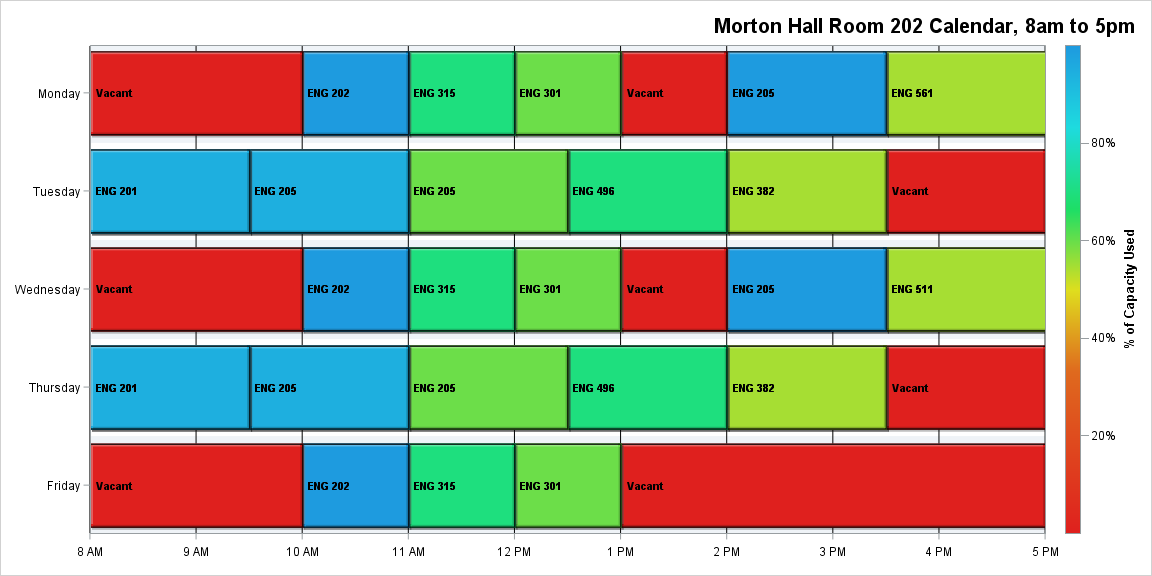 Morton Hall Room 202 Calendar, 8am to 5pm
Monday
Vacant
ENG 202
ENG 315
ENG 301
Vacant
ENG 205
ENG 561
Tuesday
ENG 201
ENG 205
ENG 205
ENG 496
ENG 382
Vacant
Wednesday
Vacant
ENG 202
ENG 315
ENG 301
Vacant
ENG 205
ENG 511
Thursday
ENG 201
ENG 205
ENG 205
ENG 496
ENG 382
Vacant
Friday
Vacant
ENG 202
ENG 315
ENG 301
Vacant
8 AM
9 AM
10 AM
11 AM
12 PM
1 PM
2 PM
3 PM
4 PM
5 PM
80%
60%
40%
20%
% of Capacity Used